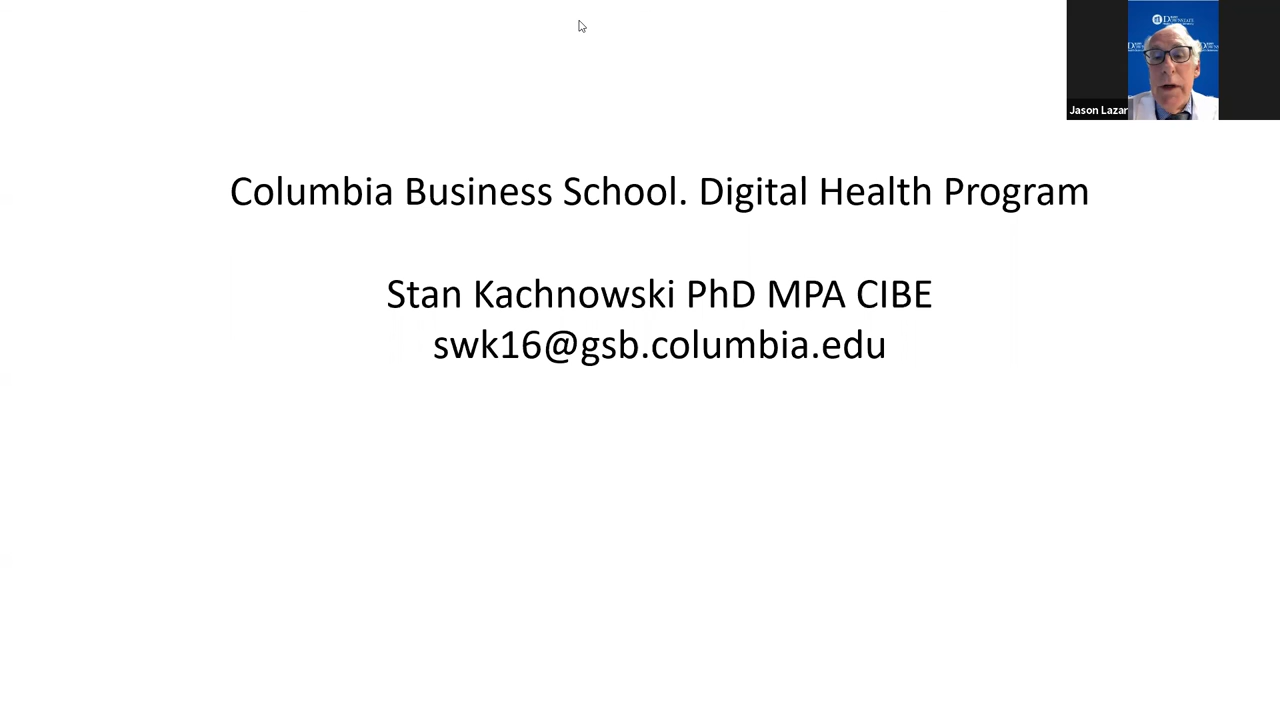 Jason Lazar
Columbia Business School. Digital Health Program
Stan Kachnowski PhD MPA CIBE
swk16@gsb.columbia.edu